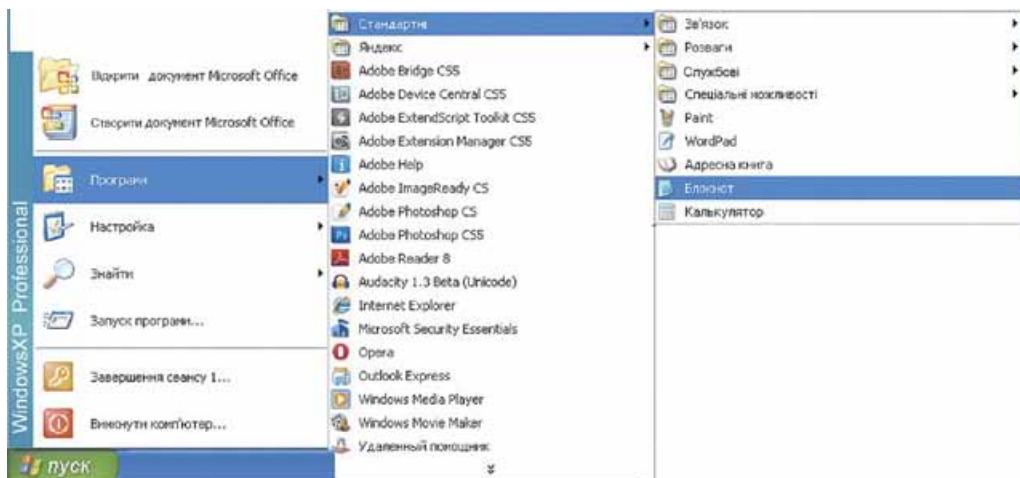 WindowsXP Professional
Відкрити документ Microsoft Office
Створити документ Microsoft Office
Програми
Настройка
Знайти
Запуск програми...
Завершення сеансу 1...
Вимкнути комп'ютер...
пуск
Стандартні
Яндекс
Adobe Bridge CS5
Adobe Device Central CS5
Adobe ExtendScript Toolkit CS5
Adobe Extension Manager CS5
Adobe Help
Adobe ImageReady CS
Adobe Photoshop CS
Adobe Photoshop CS5
Adobe Reader 8
Audacity 1.3 Beta (Unicode)
Internet Explorer
Microsoft Security Essentials
Opera
Outlook Express
Windows Media Player
Windows Movie Maker
Удаленный помощник
Зв'язок
Розваги
Службові
Спеціальні можливості
Paint
WordPad
Адресна книга
Блокнот
Калькулятор